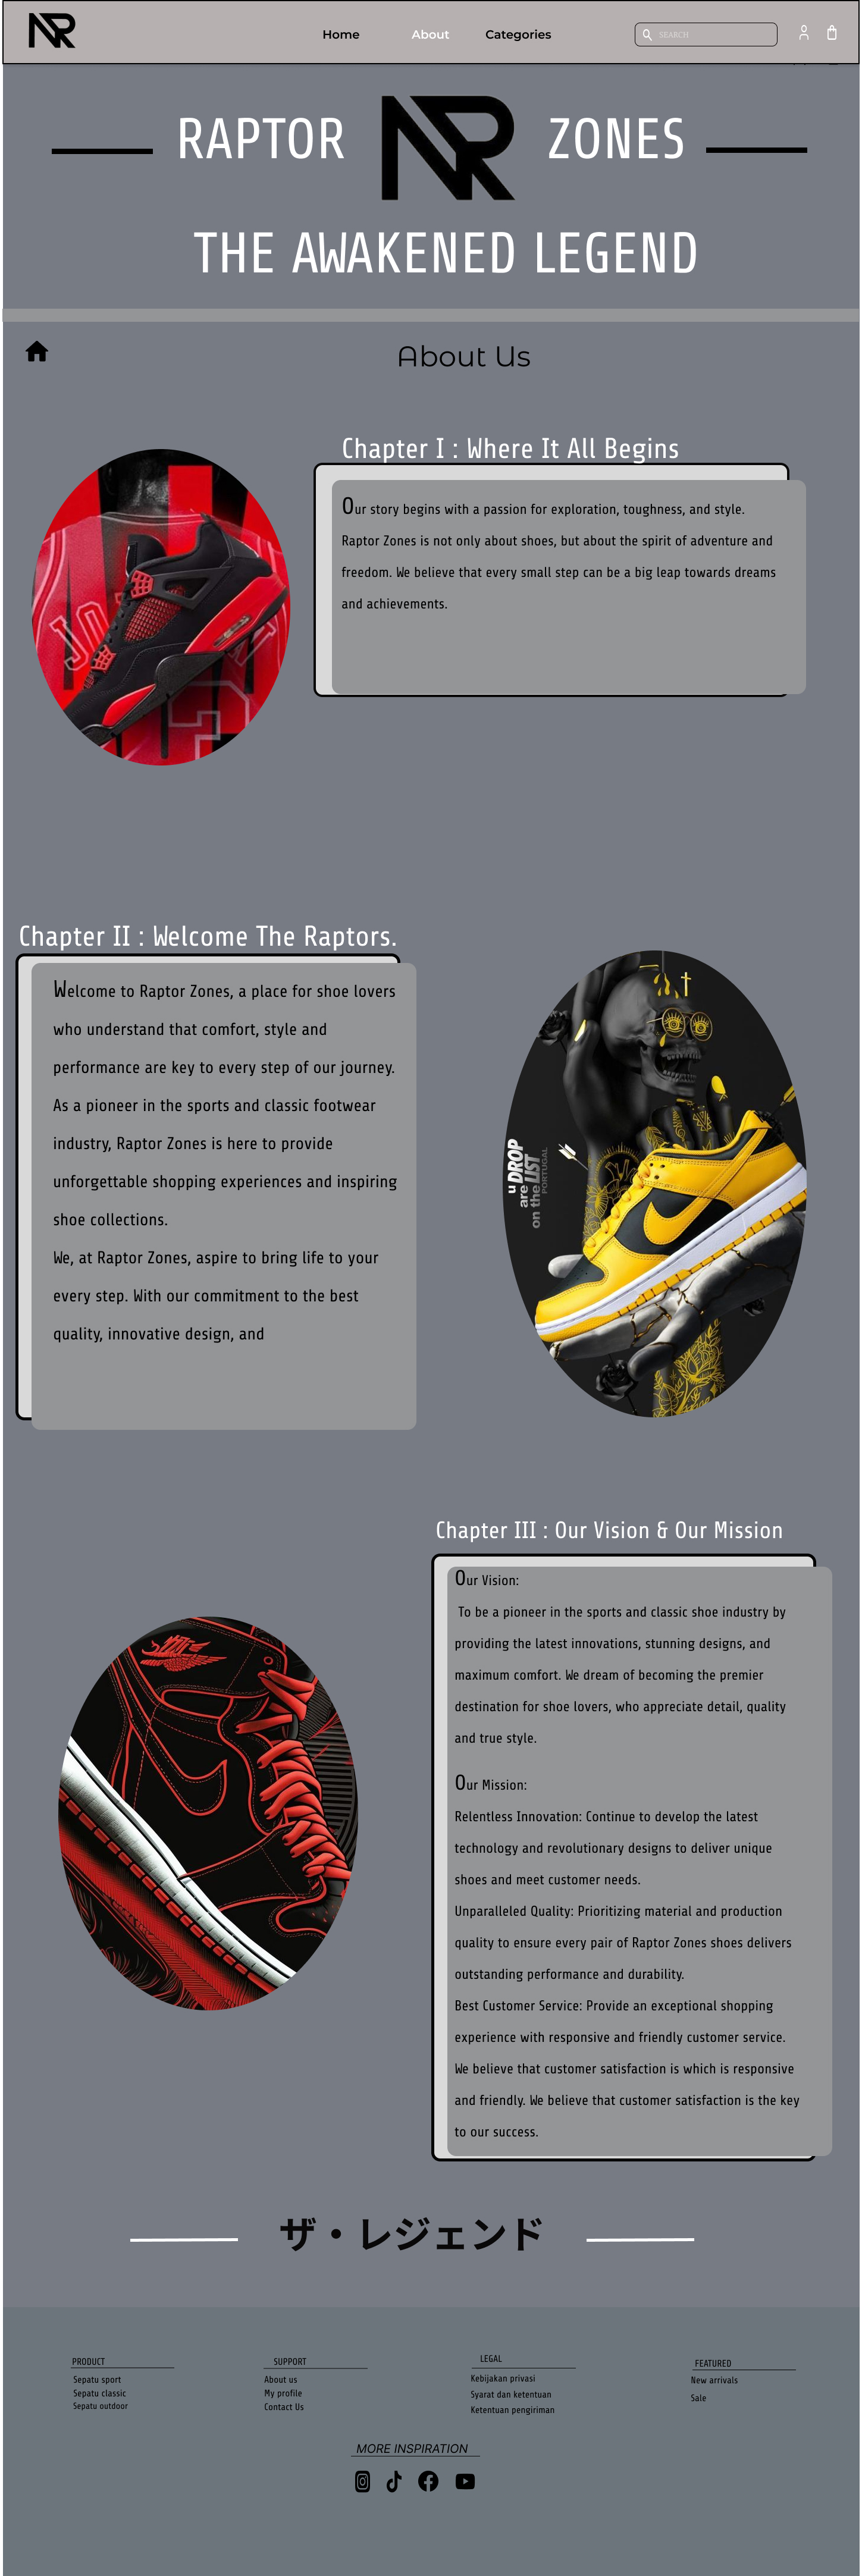 NR
Home
About
Categories
SEARCH
RAPTOR NR ZONES
THE AWAKENED LEGEND
About Us
Chapter I : Where It All Begins
Our story begins with a passion for exploration, toughness, and style.
Raptor Zones is not only about shoes, but about the spirit of adventure and
freedom. We believe that every small step can be a big leap towards dreams
and achievements.
Chapter II : Welcome The Raptors.
Welcome to Raptor Zones, a place for shoe lovers
who understand that comfort, style and
performance are key to every step of our journey.
As a pioneer in the sports and classic footwear
industry, Raptor Zones is here to provide
unforgettable shopping experiences and inspiring
shoe collections.
We, at Raptor Zones, aspire to bring life to your
every step. With our commitment to the best
quality, innovative design, and
u DROP
are LIST
on the PORTUGAL
Chapter III : Our Vision & Our Mission
Our Vision:
To be a pioneer in the sports and classic shoe industry by
providing the latest innovations, stunning designs, and
maximum comfort. We dream of becoming the premier
destination for shoe lovers, who appreciate detail, quality
and true style.
Our Mission:
Relentless Innovation: Continue to develop the latest
technology and revolutionary designs to deliver unique
shoes and meet customer needs.
Unparalleled Quality: Prioritizing material and production
quality to ensure every pair of Raptor Zones shoes delivers
outstanding performance and durability.
Best Customer Service: Provide an exceptional shopping
experience with responsive and friendly customer service.
We believe that customer satisfaction is which is responsive
and friendly. We believe that customer satisfaction is the key
to our success.
ザ・レジェンド
PRODUCT
Sepatu sport
Sepatu classic
Sepatu outdoor
SUPPORT
About us
My profile
Contact Us
LEGAL
Kebijakan privasi
Syarat dan ketentuan
Ketentuan pengiriman
FEATURED
New arrivals
Sale
MORE INSPIRATION